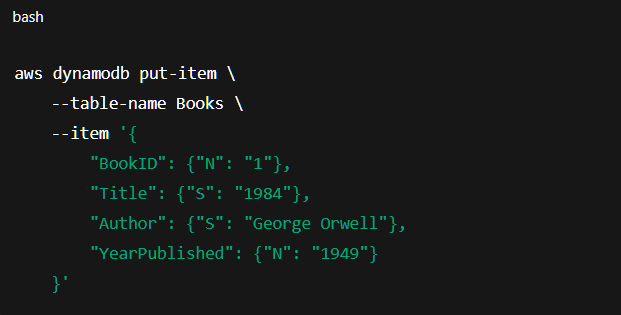 bash
aws dynamodb put-item \
--table-name Books \
--item '{
"BookID": {"N": "1"},
"Title": {"S": "1984"},
"Author": {"S": "George Orwell"},
"YearPublished": {"N": "1949"}
}'